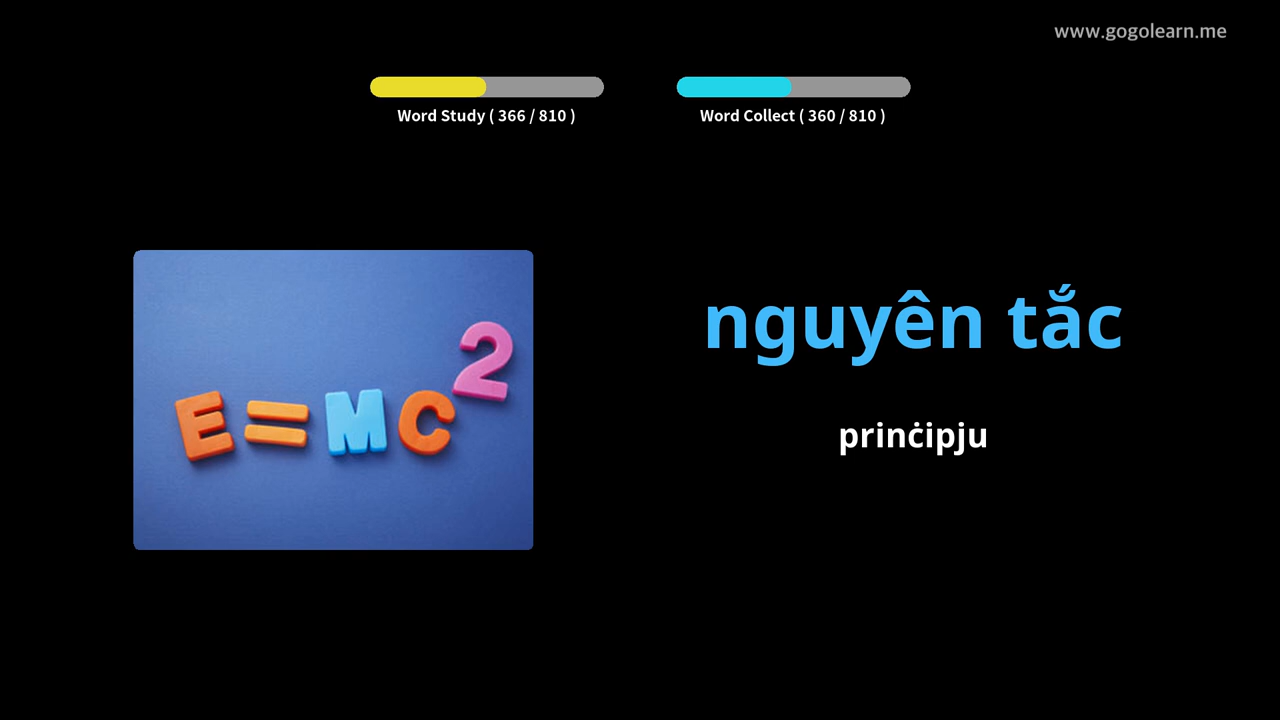 www.gogolearn.me
Word Study ( 366 / 810 )
Word Collect ( 360 / 810 )
E=MC2
nguyên tắc
prinċipju